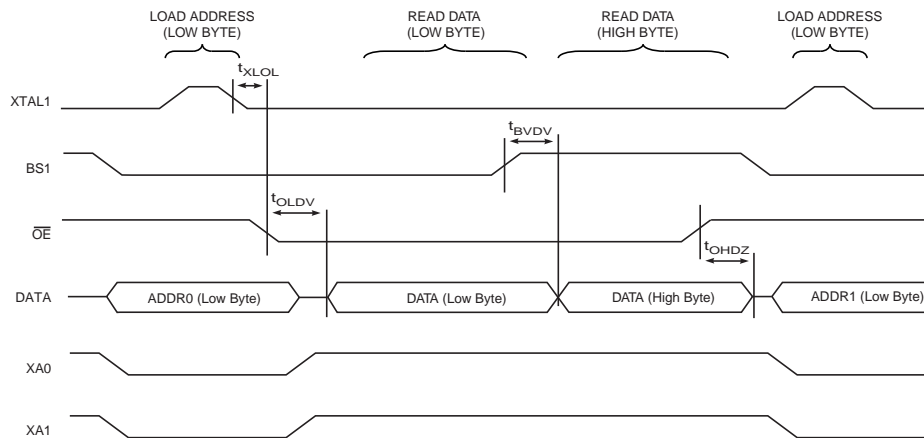 LOAD ADDRESS
(LOW BYTE)
READ DATA
(LOW BYTE)
READ DATA
(HIGH BYTE)
LOAD ADDRESS
(LOW BYTE)
tXLOL
XTAL1
tBVDV
BS1
tOLDV
OE
tOHDZ
DATA
ADDR0 (Low Byte)
DATA (Low Byte)
DATA (High Byte)
ADDR1 (Low Byte)
XA0
XA1